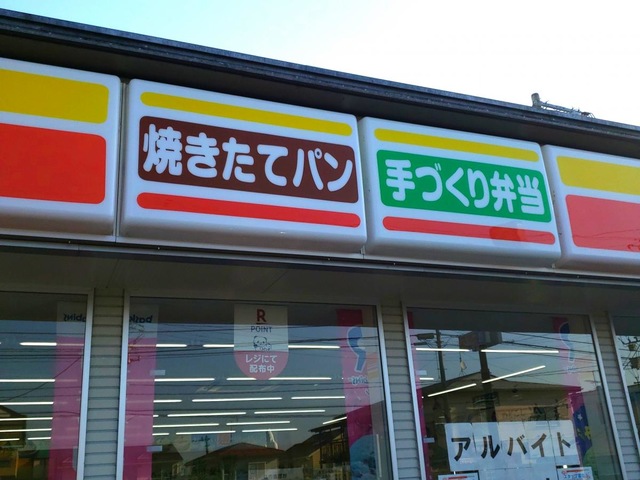 焼きたてパン
手づくり弁当
R
POINT
レジにて
配布中
アルバイト